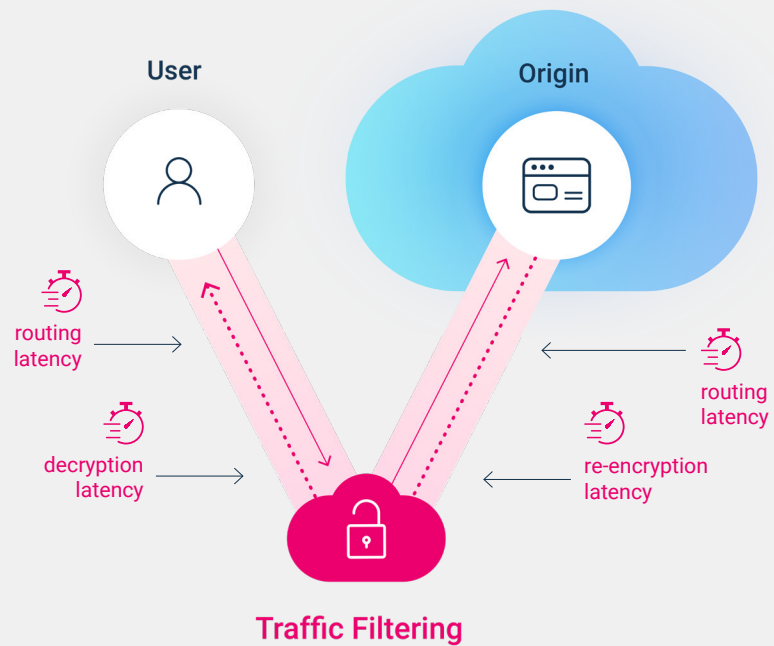 User
Origin
routing
latency
routing
latency
decryption
latency
re-encryption
latency
Traffic Filtering